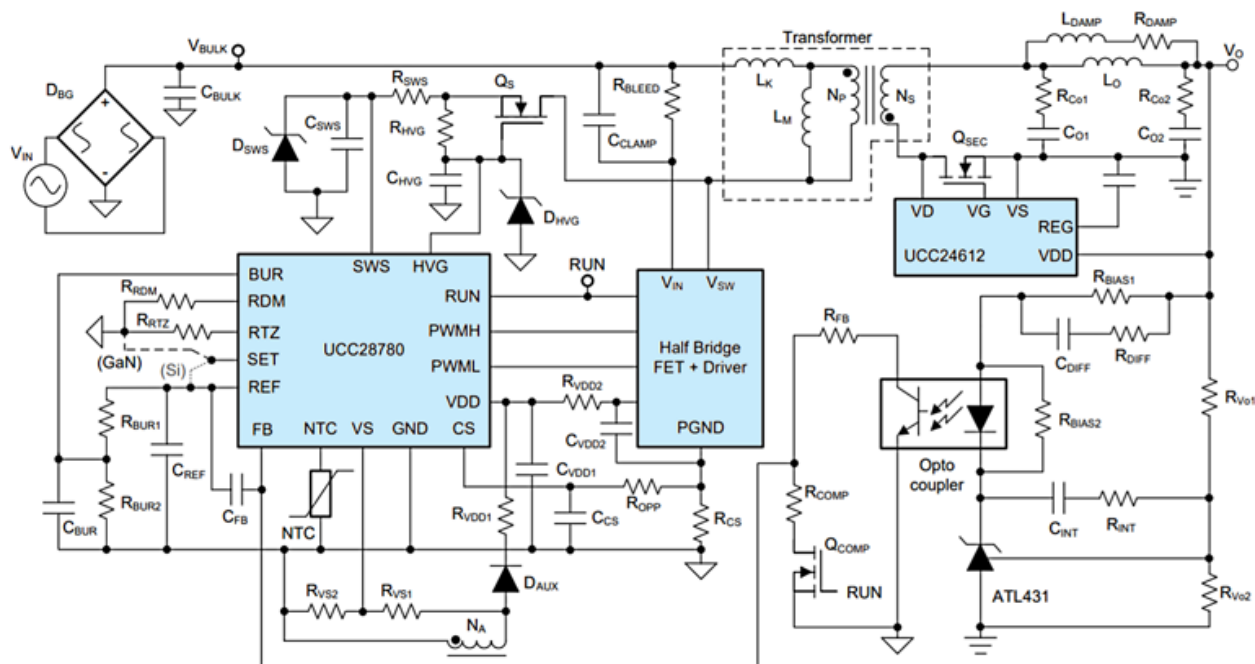 Transformer
V_BULK
L_DAMP
R_DAMP
V_O
D_BG
C_BULK
R_SWS
Q_S
R_BLEED
L_K
N_P
N_S
L_O
R_Co1
R_Co2
V_IN
D_SWS
C_SWS
R_HVG
C_CLAMP
L_M
Q_SEC
C_O1
C_O2
C_HVG
D_HVG
VD
VG
VS
REG
UCC24612
VDD
BUR
SWS
HVG
RUN
RUN
V_IN
V_SW
R_RDM
RDM
R_RTZ
RTZ
PWMH
(GaN)
SET
UCC28780
PWML
Half Bridge
FET + Driver
(Si)
REF
VDD
R_VDD2
R_FB
R_BIAS1
C_DIFF
R_DIFF
R_Vo1
FB
NTC
VS
GND
CS
C_VDD2
PGND
R_BIAS2
Opto
coupler
R_BUR1
C_REF
C_VDD1
R_OPP
R_COMP
R_BUR2
C_FB
C_BUR
NTC
R_VDD1
C_CS
R_CS
C_INT
R_INT
Q_COMP
RUN
D_AUX
R_VS2
R_VS1
N_A
ATL431
R_Vo2